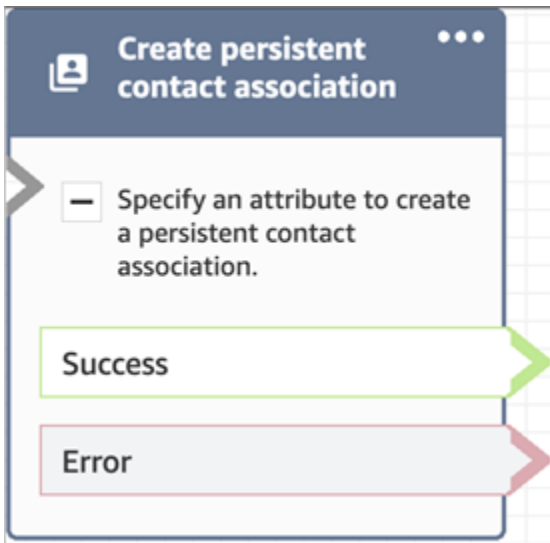 Create persistent
contact association
Specify an attribute to create
a persistent contact
association.
Success
Error